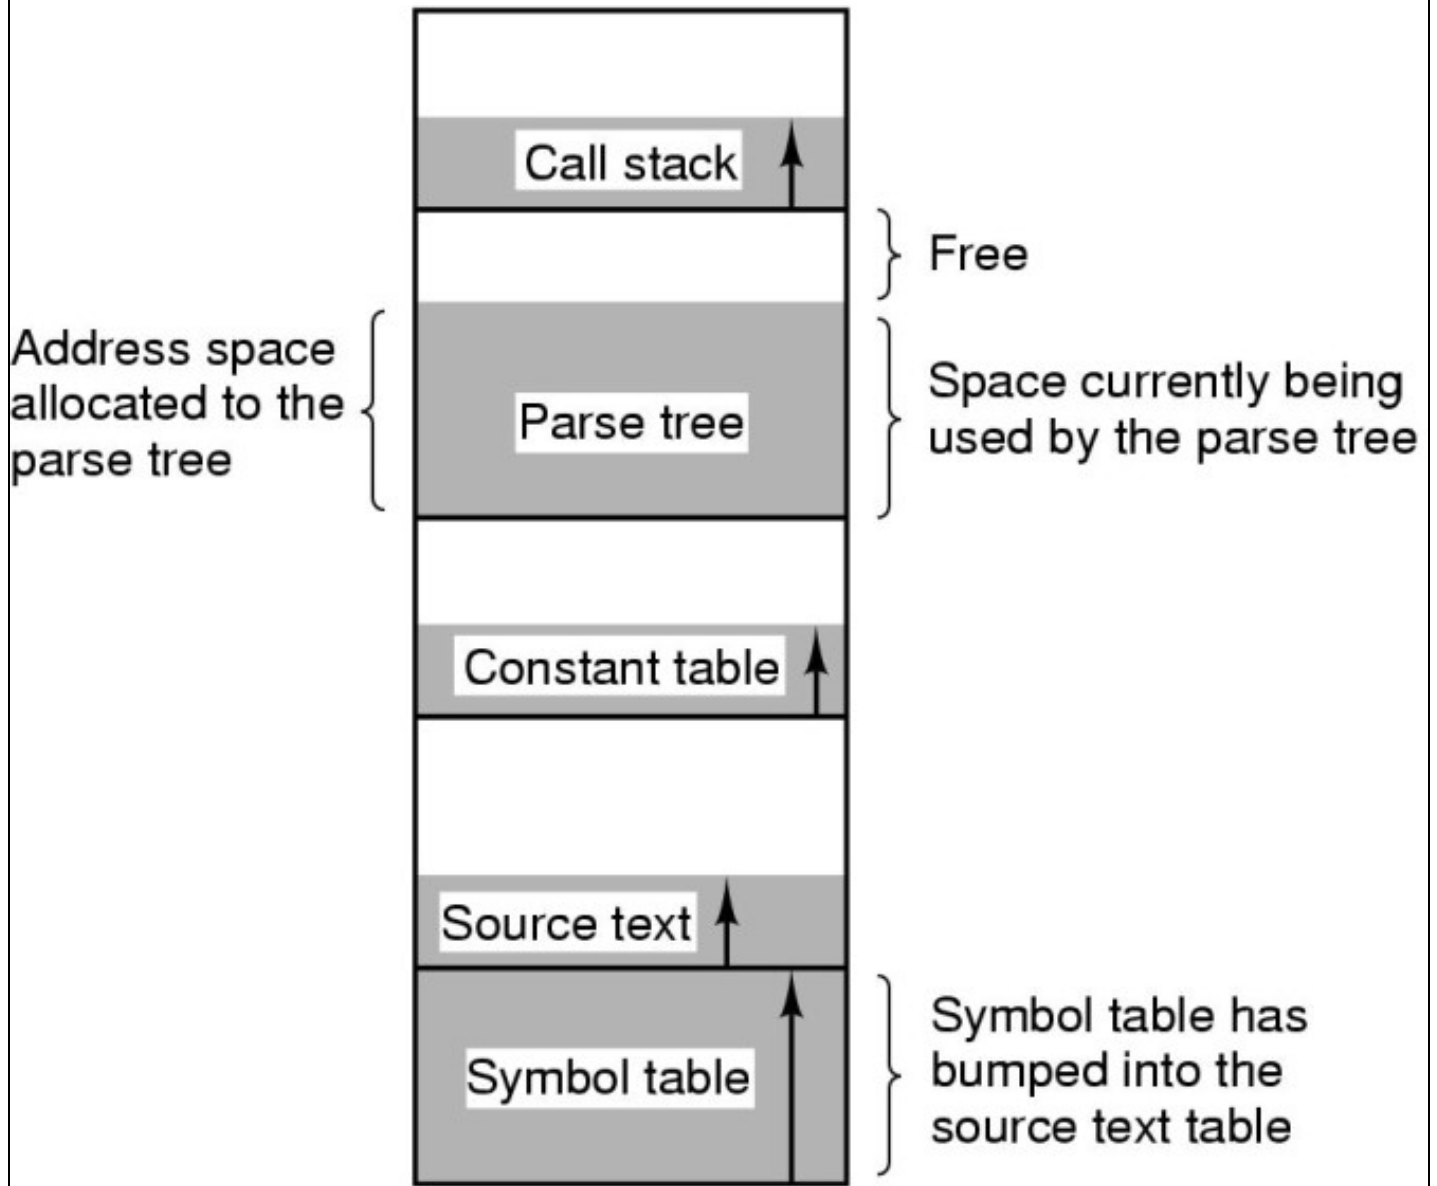 Call stack
Free
Address space
allocated to the
parse tree
Parse tree
Space currently being
used by the parse tree
Constant table
Source text
Symbol table
Symbol table has
bumped into the
source text table